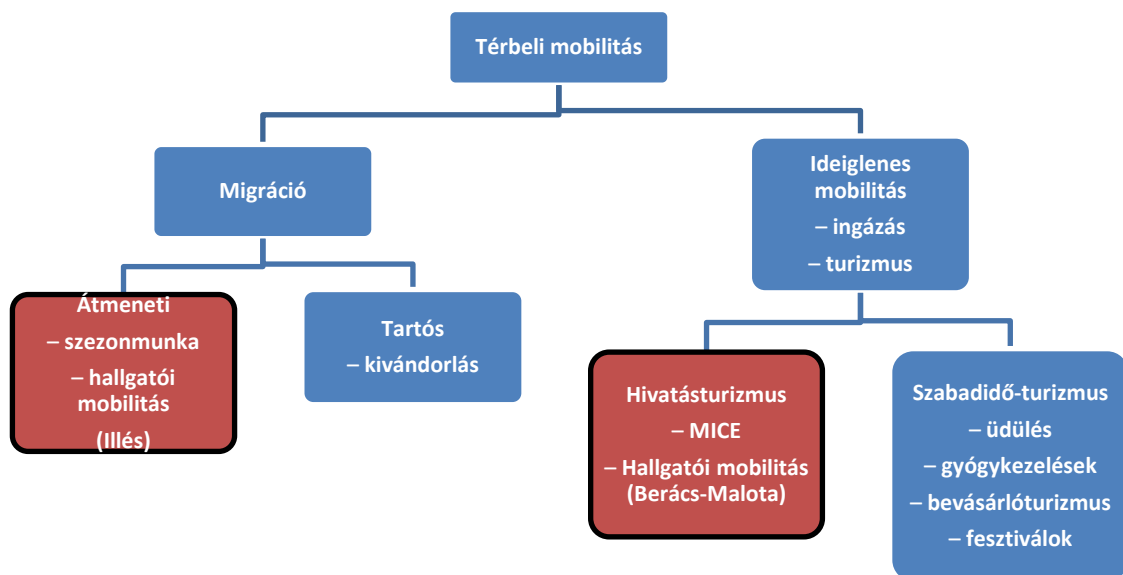 Térbeli mobilitás
Migráció
Ideiglenes
mobilitás
– ingázás
– turizmus
Átmeneti
– szezonmunka
– hallgatói
mobilitás
(Illés)
Tartós
– kivándorlás
Hivatásturizmus
– MICE
– Hallgatói mobilitás
(Berács-Malota)
Szabadidő-turizmus
– üdülés
– gyógykezelések
– bevásárlóturizmus
– fesztiválok